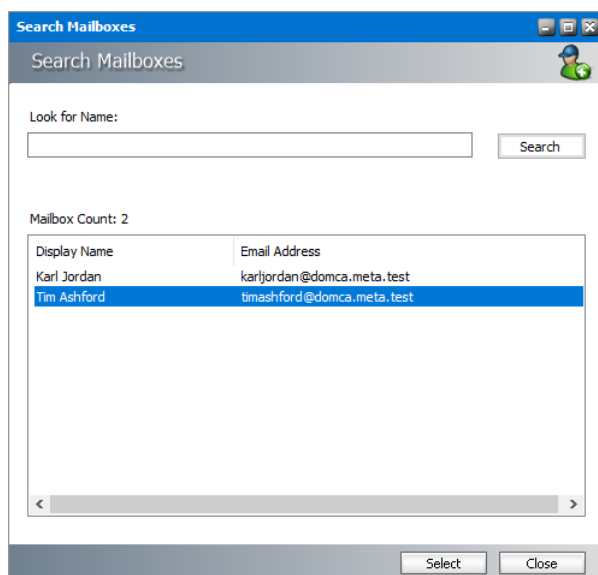 Search Mailboxes
Search Mailboxes
Look for Name:
Search
Mailbox Count: 2
Display Name Email Address
Karl Jordan karljordan@domca.meta.test
Tim Ashford timashford@domca.meta.test
Select Close